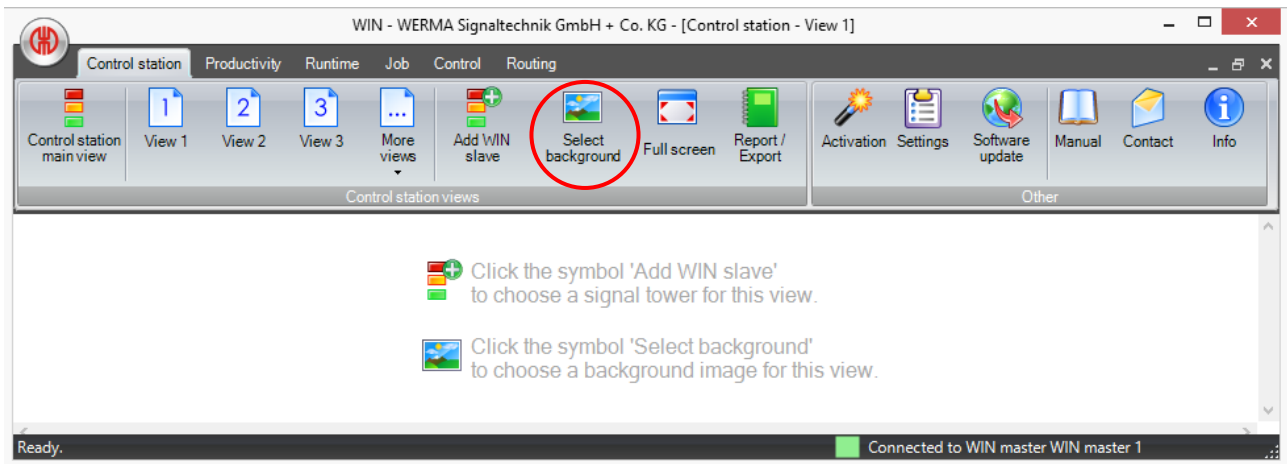 WIN - WERMA Signaltechnik GmbH + Co. KG - [Control station - View 1]
Control station Productivity Runtime Job Control Routing
Control station
main view
View 1
View 2
View 3
More
views
Add WIN
slave
Select
background
Full screen
Report /
Export
Activation
Settings
Software
update
Manual
Contact
Info
1
2
3
...
i
Control station views
Other
Click the symbol 'Add WIN slave'
to choose a signal tower for this view.
Click the symbol 'Select background'
to choose a background image for this view.
Ready.
Connected to WIN master WIN master 1